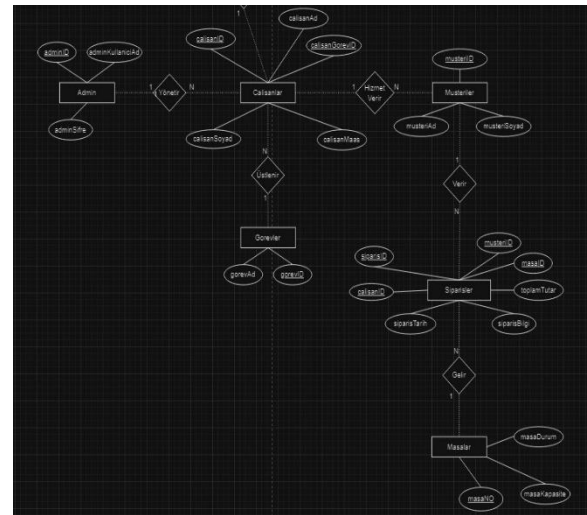 1
calisanAd
calisanID
adminID
adminKullaniciAd
calisanGorevID
musteriID
Admin
1
Yönetir
N
Calisanlar
1
Hizmet
Verir
N
Musteriler
adminSifre
calisanSoyad
calisanMaas
musteriAd
musteriSoyad
N
1
Üstlenir
Verir
1
N
Gorevler
musteriID
siparisID
masaID
gorevAd
gorevID
calisanID
Siparisler
toplamTutar
siparisTarih
siparisBilgi
N
Gelir
1
masaDurum
Masalar
masaNO
masaKapasite